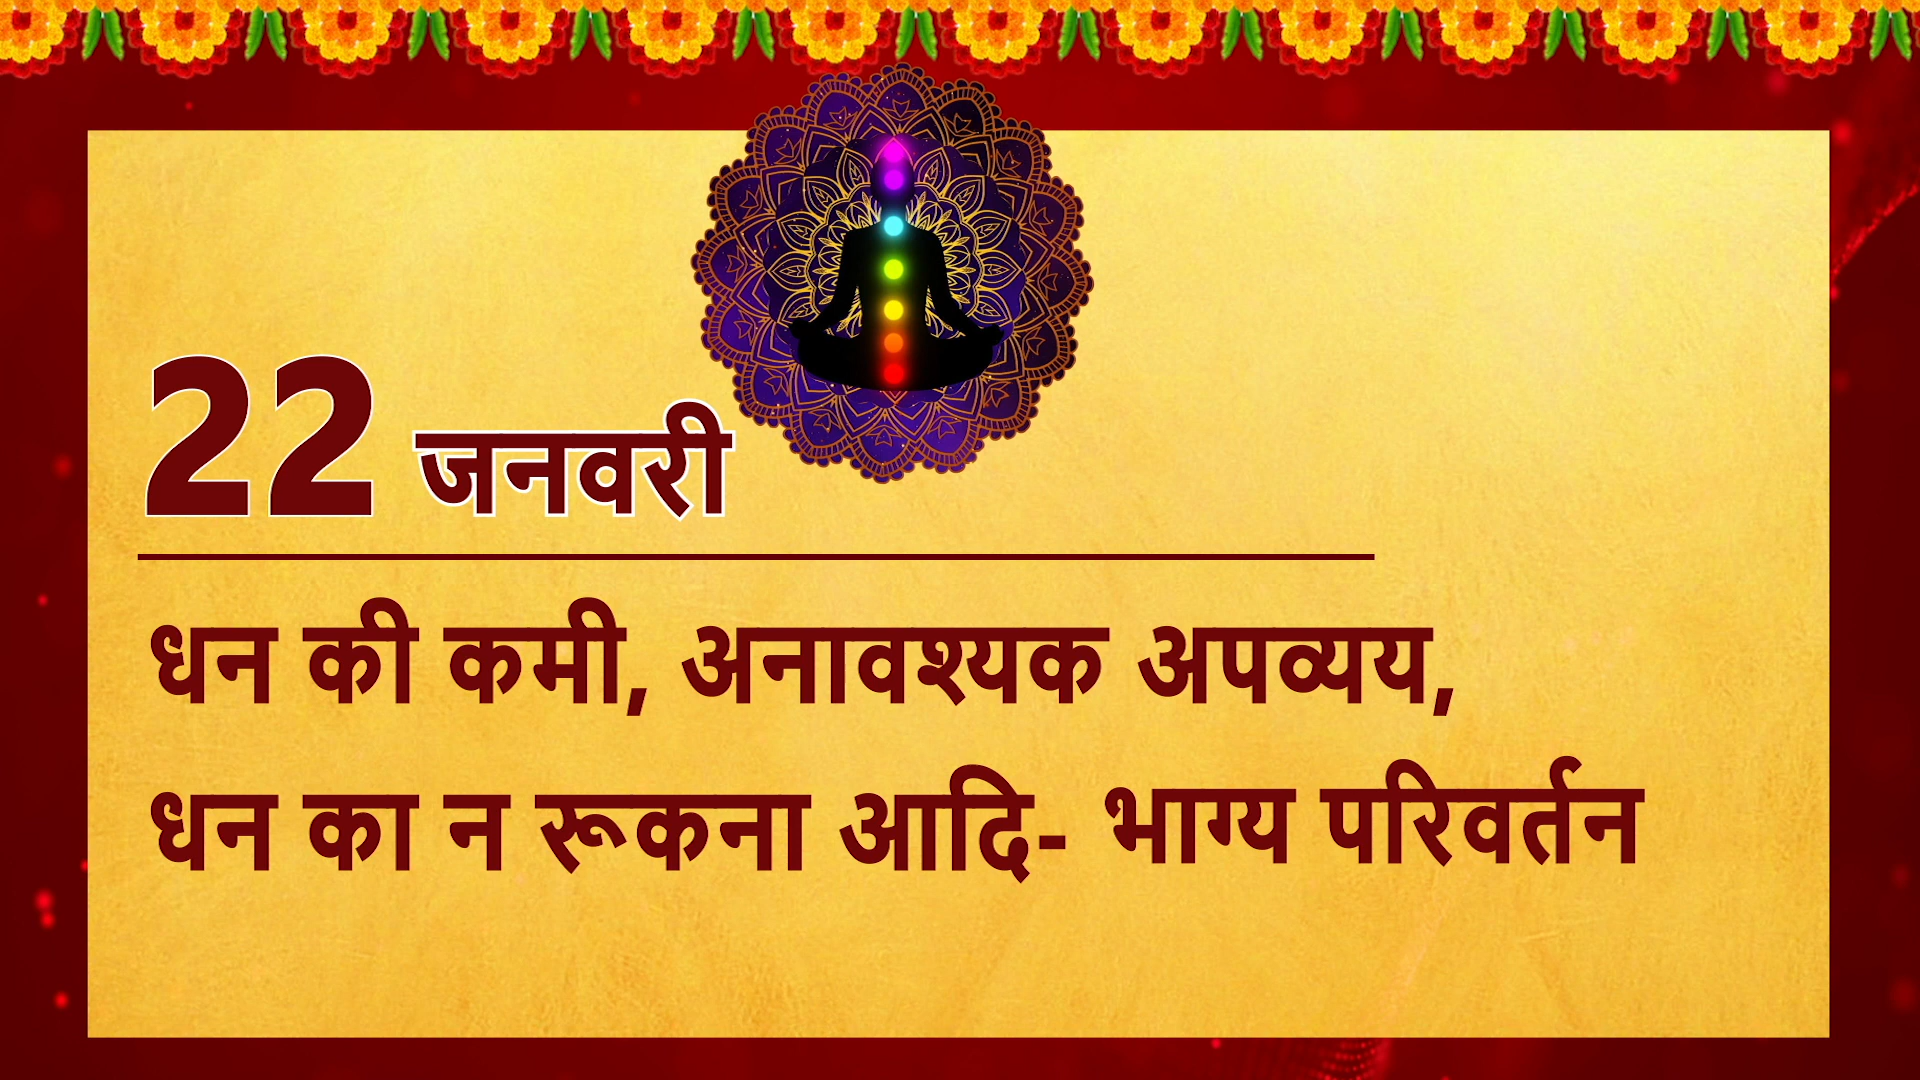 22 जनवरी
धन की कमी, अनावश्यक अपव्यय,
धन का न रूकना आदि- भाग्य परिवर्तन